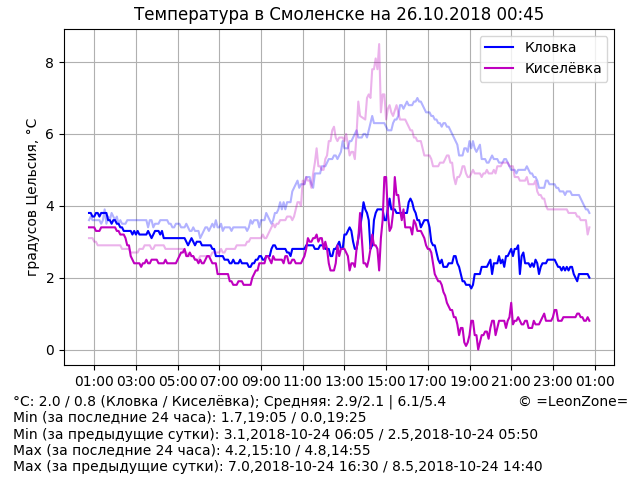 Температура в Смоленске на 26.10.2018 00:45
градусов Цельсия, °C
8
6
4
2
0
Кловка
Киселёвка
01:00 03:00 05:00 07:00 09:00 11:00 13:00 15:00 17:00 19:00 21:00 23:00 01:00
°C: 2.0 / 0.8 (Кловка / Киселёвка); Средняя: 2.9/2.1 | 6.1/5.4 © =LeonZone=
Min (за последние 24 часа): 1.7,19:05 / 0.0,19:25
Min (за предыдущие сутки): 3.1,2018-10-24 06:05 / 2.5,2018-10-24 05:50
Max (за последние 24 часа): 4.2,15:10 / 4.8,14:55
Max (за предыдущие сутки): 7.0,2018-10-24 16:30 / 8.5,2018-10-24 14:40